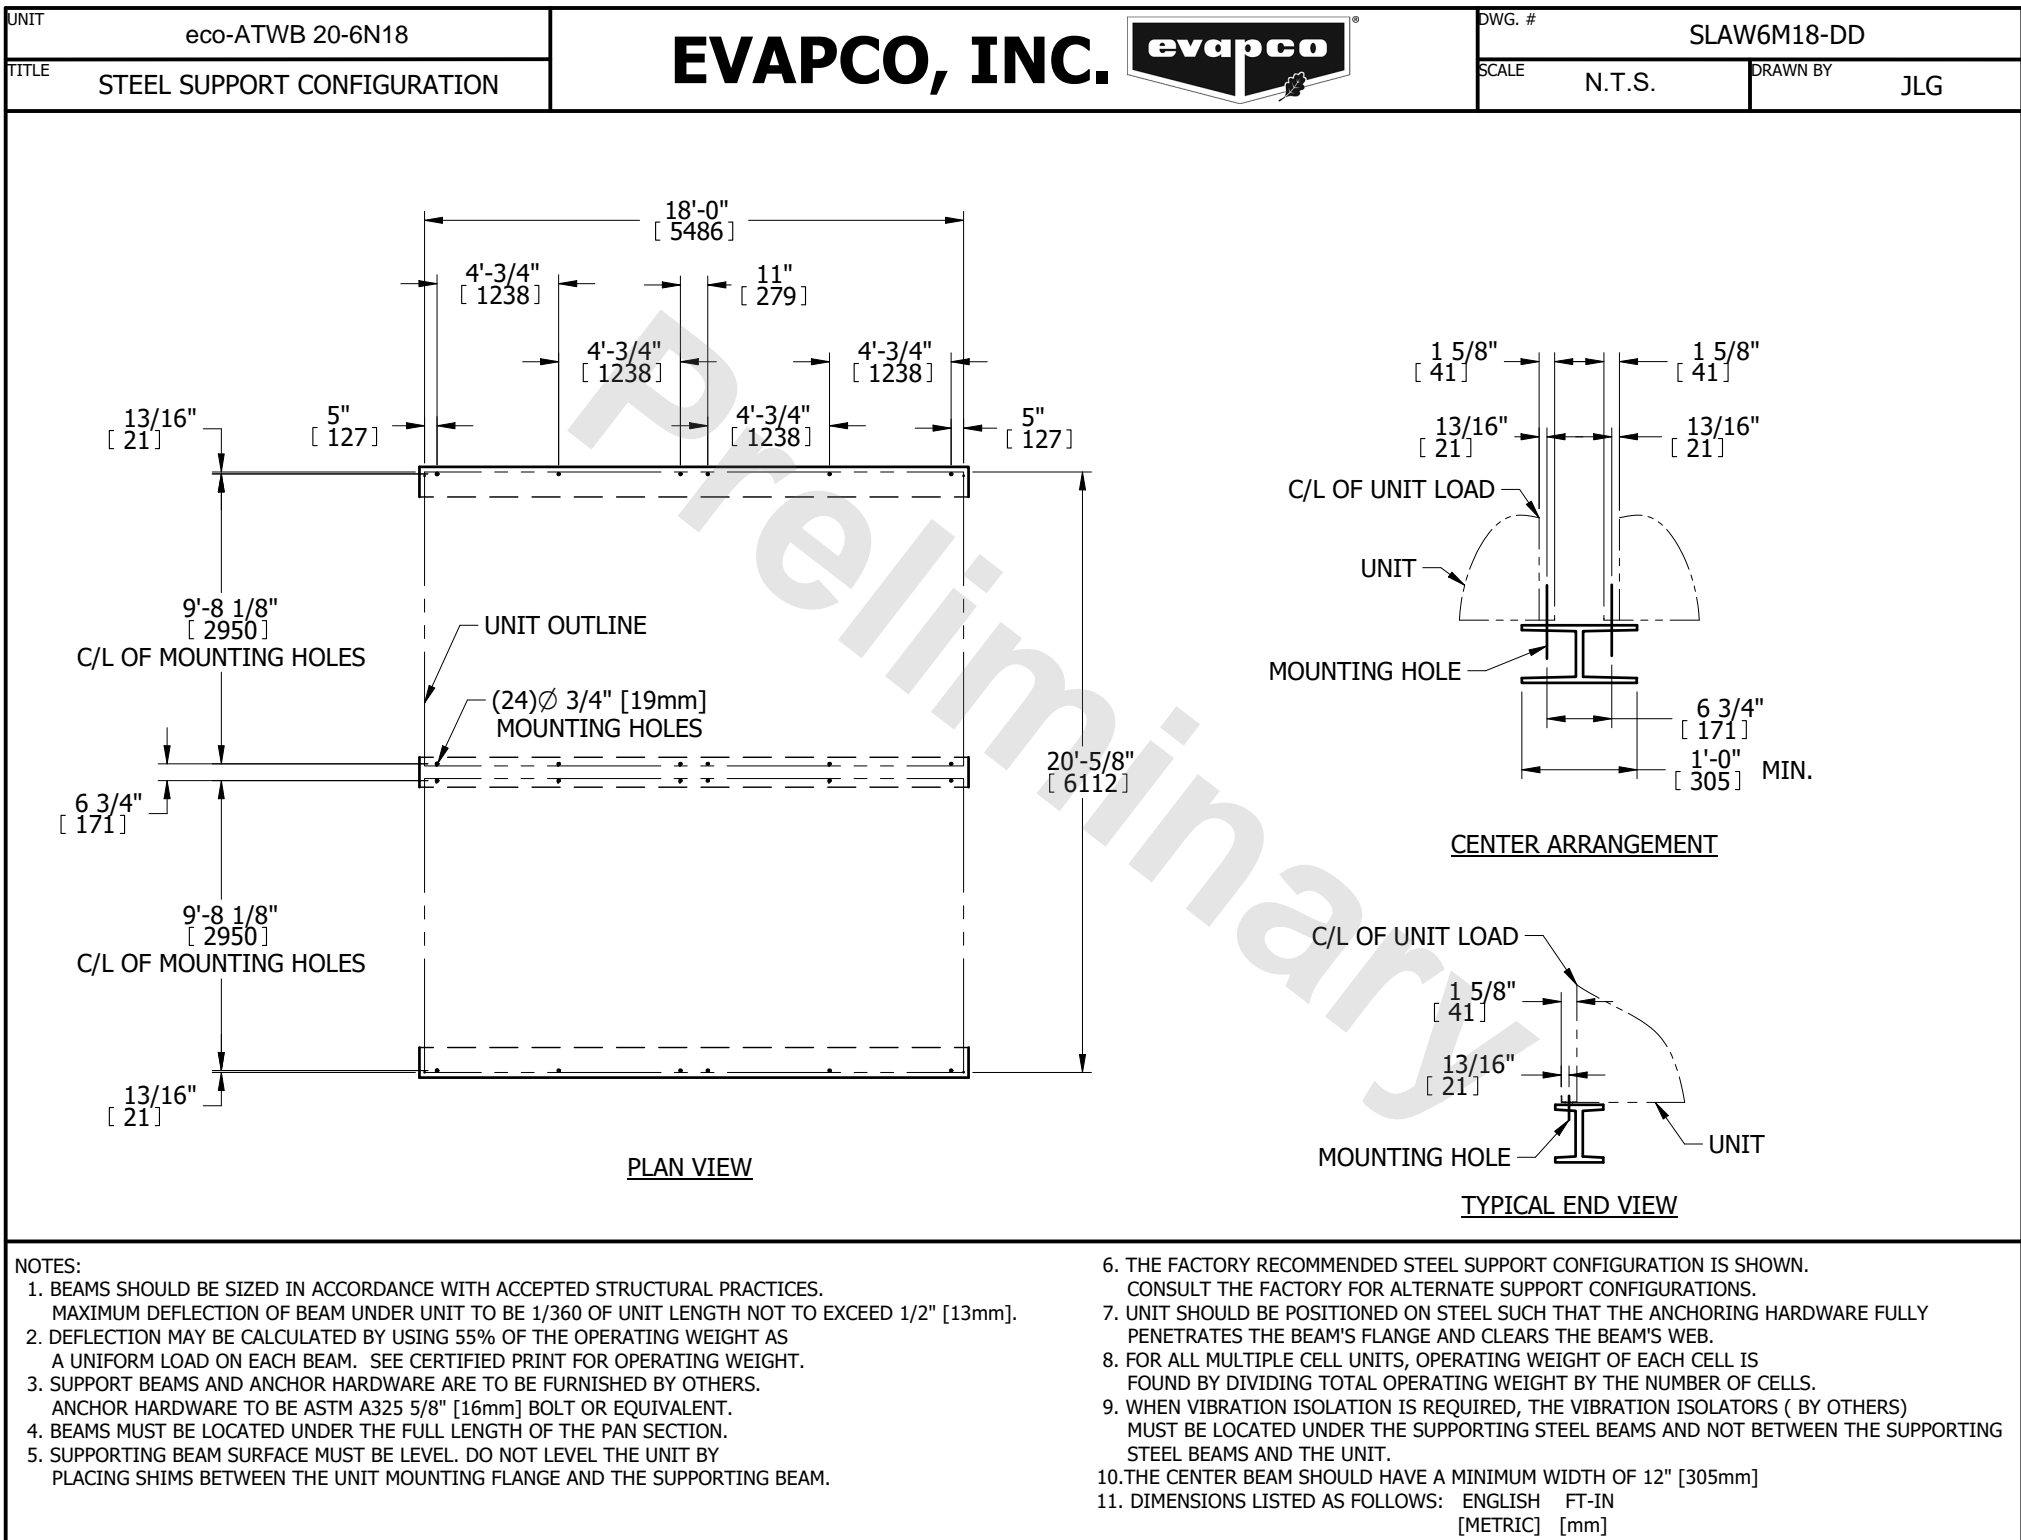 UNIT
eco-ATWB 20-6N18
TITLE
STEEL SUPPORT CONFIGURATION
EVAPCO, INC.
evapco
®
DWG. #
SLAW6M18-DD
SCALE
N.T.S.
DRAWN BY
JLG
18'-0"
[ 5486 ]
4'-3/4"
[ 1238 ]
11"
[ 279 ]
4'-3/4"
[ 1238 ]
4'-3/4"
[ 1238 ]
13/16"
[ 21 ]
5"
[ 127 ]
4'-3/4"
[ 1238 ]
5"
[ 127 ]
9'-8 1/8"
[ 2950 ]
C/L OF MOUNTING HOLES
UNIT OUTLINE
(24)∅ 3/4" [19mm]
MOUNTING HOLES
6 3/4"
[ 171 ]
20'-5/8"
[ 6112 ]
9'-8 1/8"
[ 2950 ]
C/L OF MOUNTING HOLES
13/16"
[ 21 ]
PLAN VIEW
Preliminary
1 5/8"
[ 41 ]
1 5/8"
[ 41 ]
13/16"
[ 21 ]
13/16"
[ 21 ]
C/L OF UNIT LOAD
UNIT
MOUNTING HOLE
6 3/4"
[ 171 ]
1'-0"
[ 305 ]
MIN.
CENTER ARRANGEMENT
C/L OF UNIT LOAD
1 5/8"
[ 41 ]
13/16"
[ 21 ]
MOUNTING HOLE
UNIT
TYPICAL END VIEW
NOTES:
1. BEAMS SHOULD BE SIZED IN ACCORDANCE WITH ACCEPTED STRUCTURAL PRACTICES.
MAXIMUM DEFLECTION OF BEAM UNDER UNIT TO BE 1/360 OF UNIT LENGTH NOT TO EXCEED 1/2" [13mm].
2. DEFLECTION MAY BE CALCULATED BY USING 55% OF THE OPERATING WEIGHT AS
A UNIFORM LOAD ON EACH BEAM. SEE CERTIFIED PRINT FOR OPERATING WEIGHT.
3. SUPPORT BEAMS AND ANCHOR HARDWARE ARE TO BE FURNISHED BY OTHERS.
ANCHOR HARDWARE TO BE ASTM A325 5/8" [16mm] BOLT OR EQUIVALENT.
4. BEAMS MUST BE LOCATED UNDER THE FULL LENGTH OF THE PAN SECTION.
5. SUPPORTING BEAM SURFACE MUST BE LEVEL. DO NOT LEVEL THE UNIT BY
PLACING SHIMS BETWEEN THE UNIT MOUNTING FLANGE AND THE SUPPORTING BEAM.
6. THE FACTORY RECOMMENDED STEEL SUPPORT CONFIGURATION IS SHOWN.
CONSULT THE FACTORY FOR ALTERNATE SUPPORT CONFIGURATIONS.
7. UNIT SHOULD BE POSITIONED ON STEEL SUCH THAT THE ANCHORING HARDWARE FULLY
PENETRATES THE BEAM'S FLANGE AND CLEARS THE BEAM'S WEB.
8. FOR ALL MULTIPLE CELL UNITS, OPERATING WEIGHT OF EACH CELL IS
FOUND BY DIVIDING TOTAL OPERATING WEIGHT BY THE NUMBER OF CELLS.
9. WHEN VIBRATION ISOLATION IS REQUIRED, THE VIBRATION ISOLATORS ( BY OTHERS)
MUST BE LOCATED UNDER THE SUPPORTING STEEL BEAMS AND NOT BETWEEN THE SUPPORTING
STEEL BEAMS AND THE UNIT.
10.THE CENTER BEAM SHOULD HAVE A MINIMUM WIDTH OF 12" [305mm]
11. DIMENSIONS LISTED AS FOLLOWS: ENGLISH FT-IN
[METRIC] [mm]